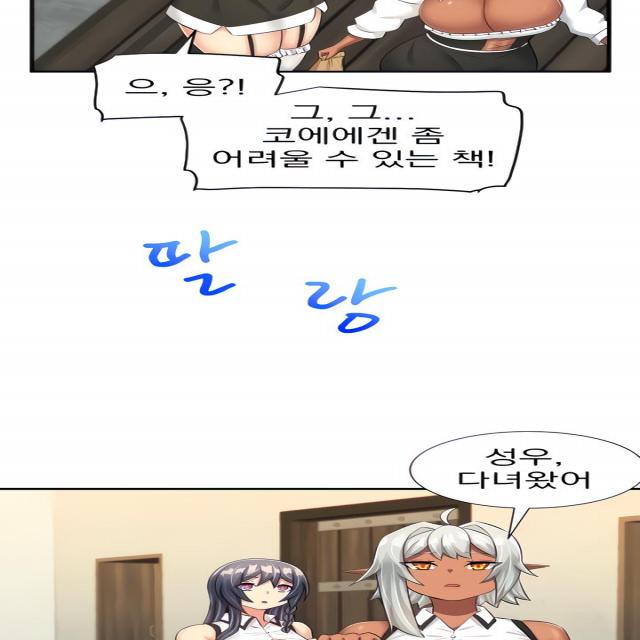 으, 응?!
그, 그...
코에에겐 좀
어려울 수 있는 책!
팔
랑
성우,
다녀왔어